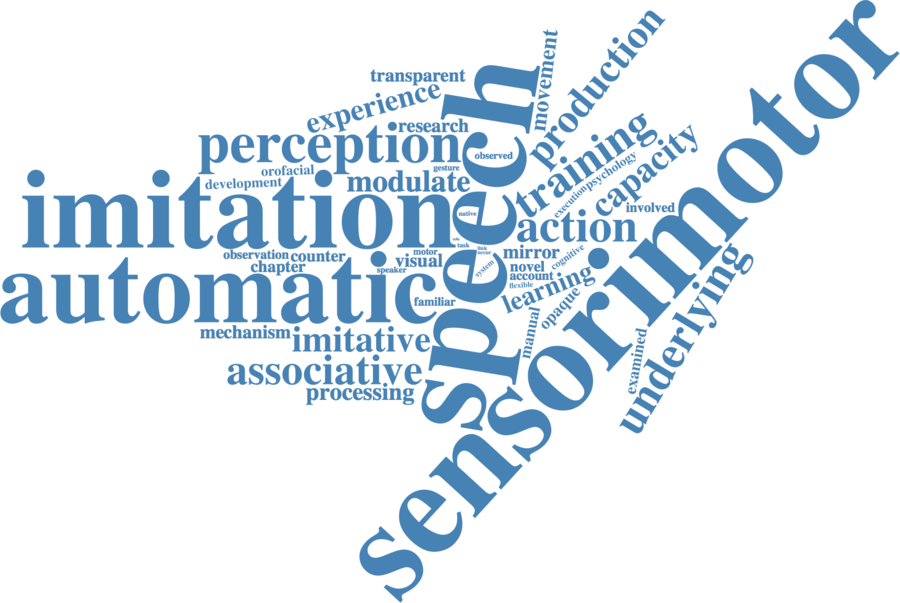 transparent
experience
research
perception
orofacial
gesture
development
modulate
imitation
observation
counter
chapter
motor
visual
speaker
automatic
familiar
mechanism
imitative
associative
processing
speech
observed
native
task
link
system
movement
production
training
execution
psychology
capacity
involved
action
mirror
cognitive
novel
account
flexible
learning
opaque
manual
sensorimotor
examined
underlying